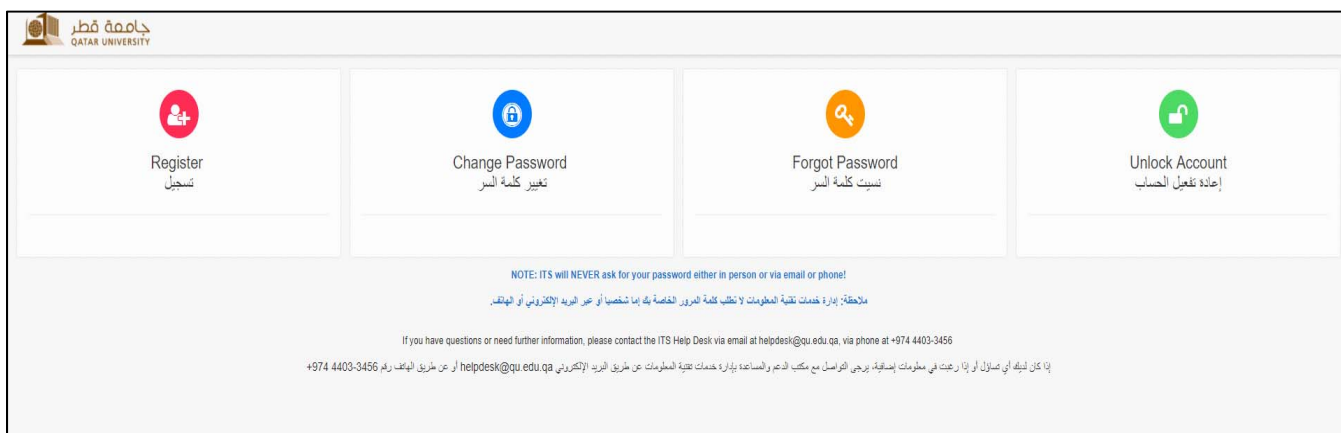 جامعة قطر
QATAR UNIVERSITY
Register
تسجيل
Change Password
تغيير كلمة السر
Forgot Password
نسيت كلمة السر
Unlock Account
إعادة تفعيل الحساب
NOTE: ITS will NEVER ask for your password either in person or via email or phone!
ملاحظة: إدارة خدمات تقنية المعلومات لا تطلب كلمة المرور الخاصة بك إما شخصيا أو عبر البريد الإلكتروني أو الهاتف.
If you have questions or need further information, please contact the ITS Help Desk via email at helpdesk@qu.edu.qa, via phone at +974 4403-3456
إذا كان لديك أي تساؤل أو إذا رغبت في معلومات إضافية، يرجى التواصل مع مكتب الدعم والمساعدة بإدارة خدمات تقنية المعلومات عن طريق البريد الإلكتروني helpdesk@qu.edu.qa أو عن طريق الهاتف رقم 3456-4403 974+